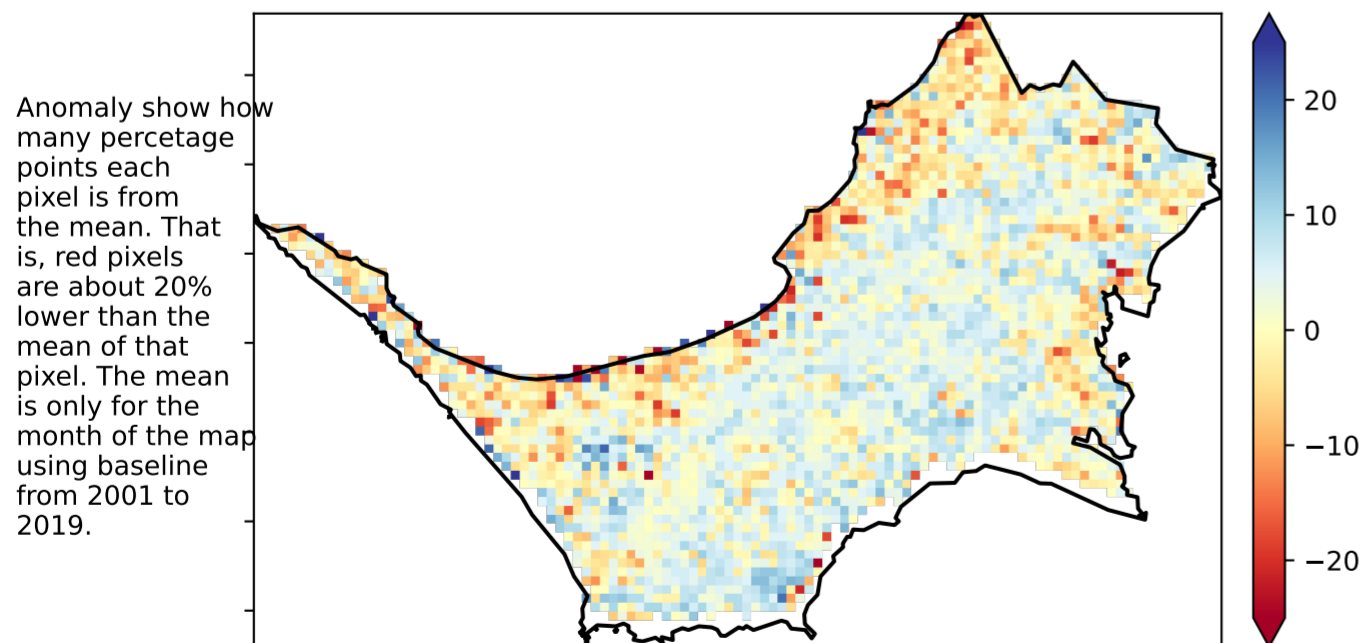 Anomaly show how
many percetage
points each
pixel is from
the mean. That
is, red pixels
are about 20%
lower than the
mean of that
pixel. The mean
is only for the
month of the map
using baseline
from 2001 to
2019.
20
10
0
−10
−20